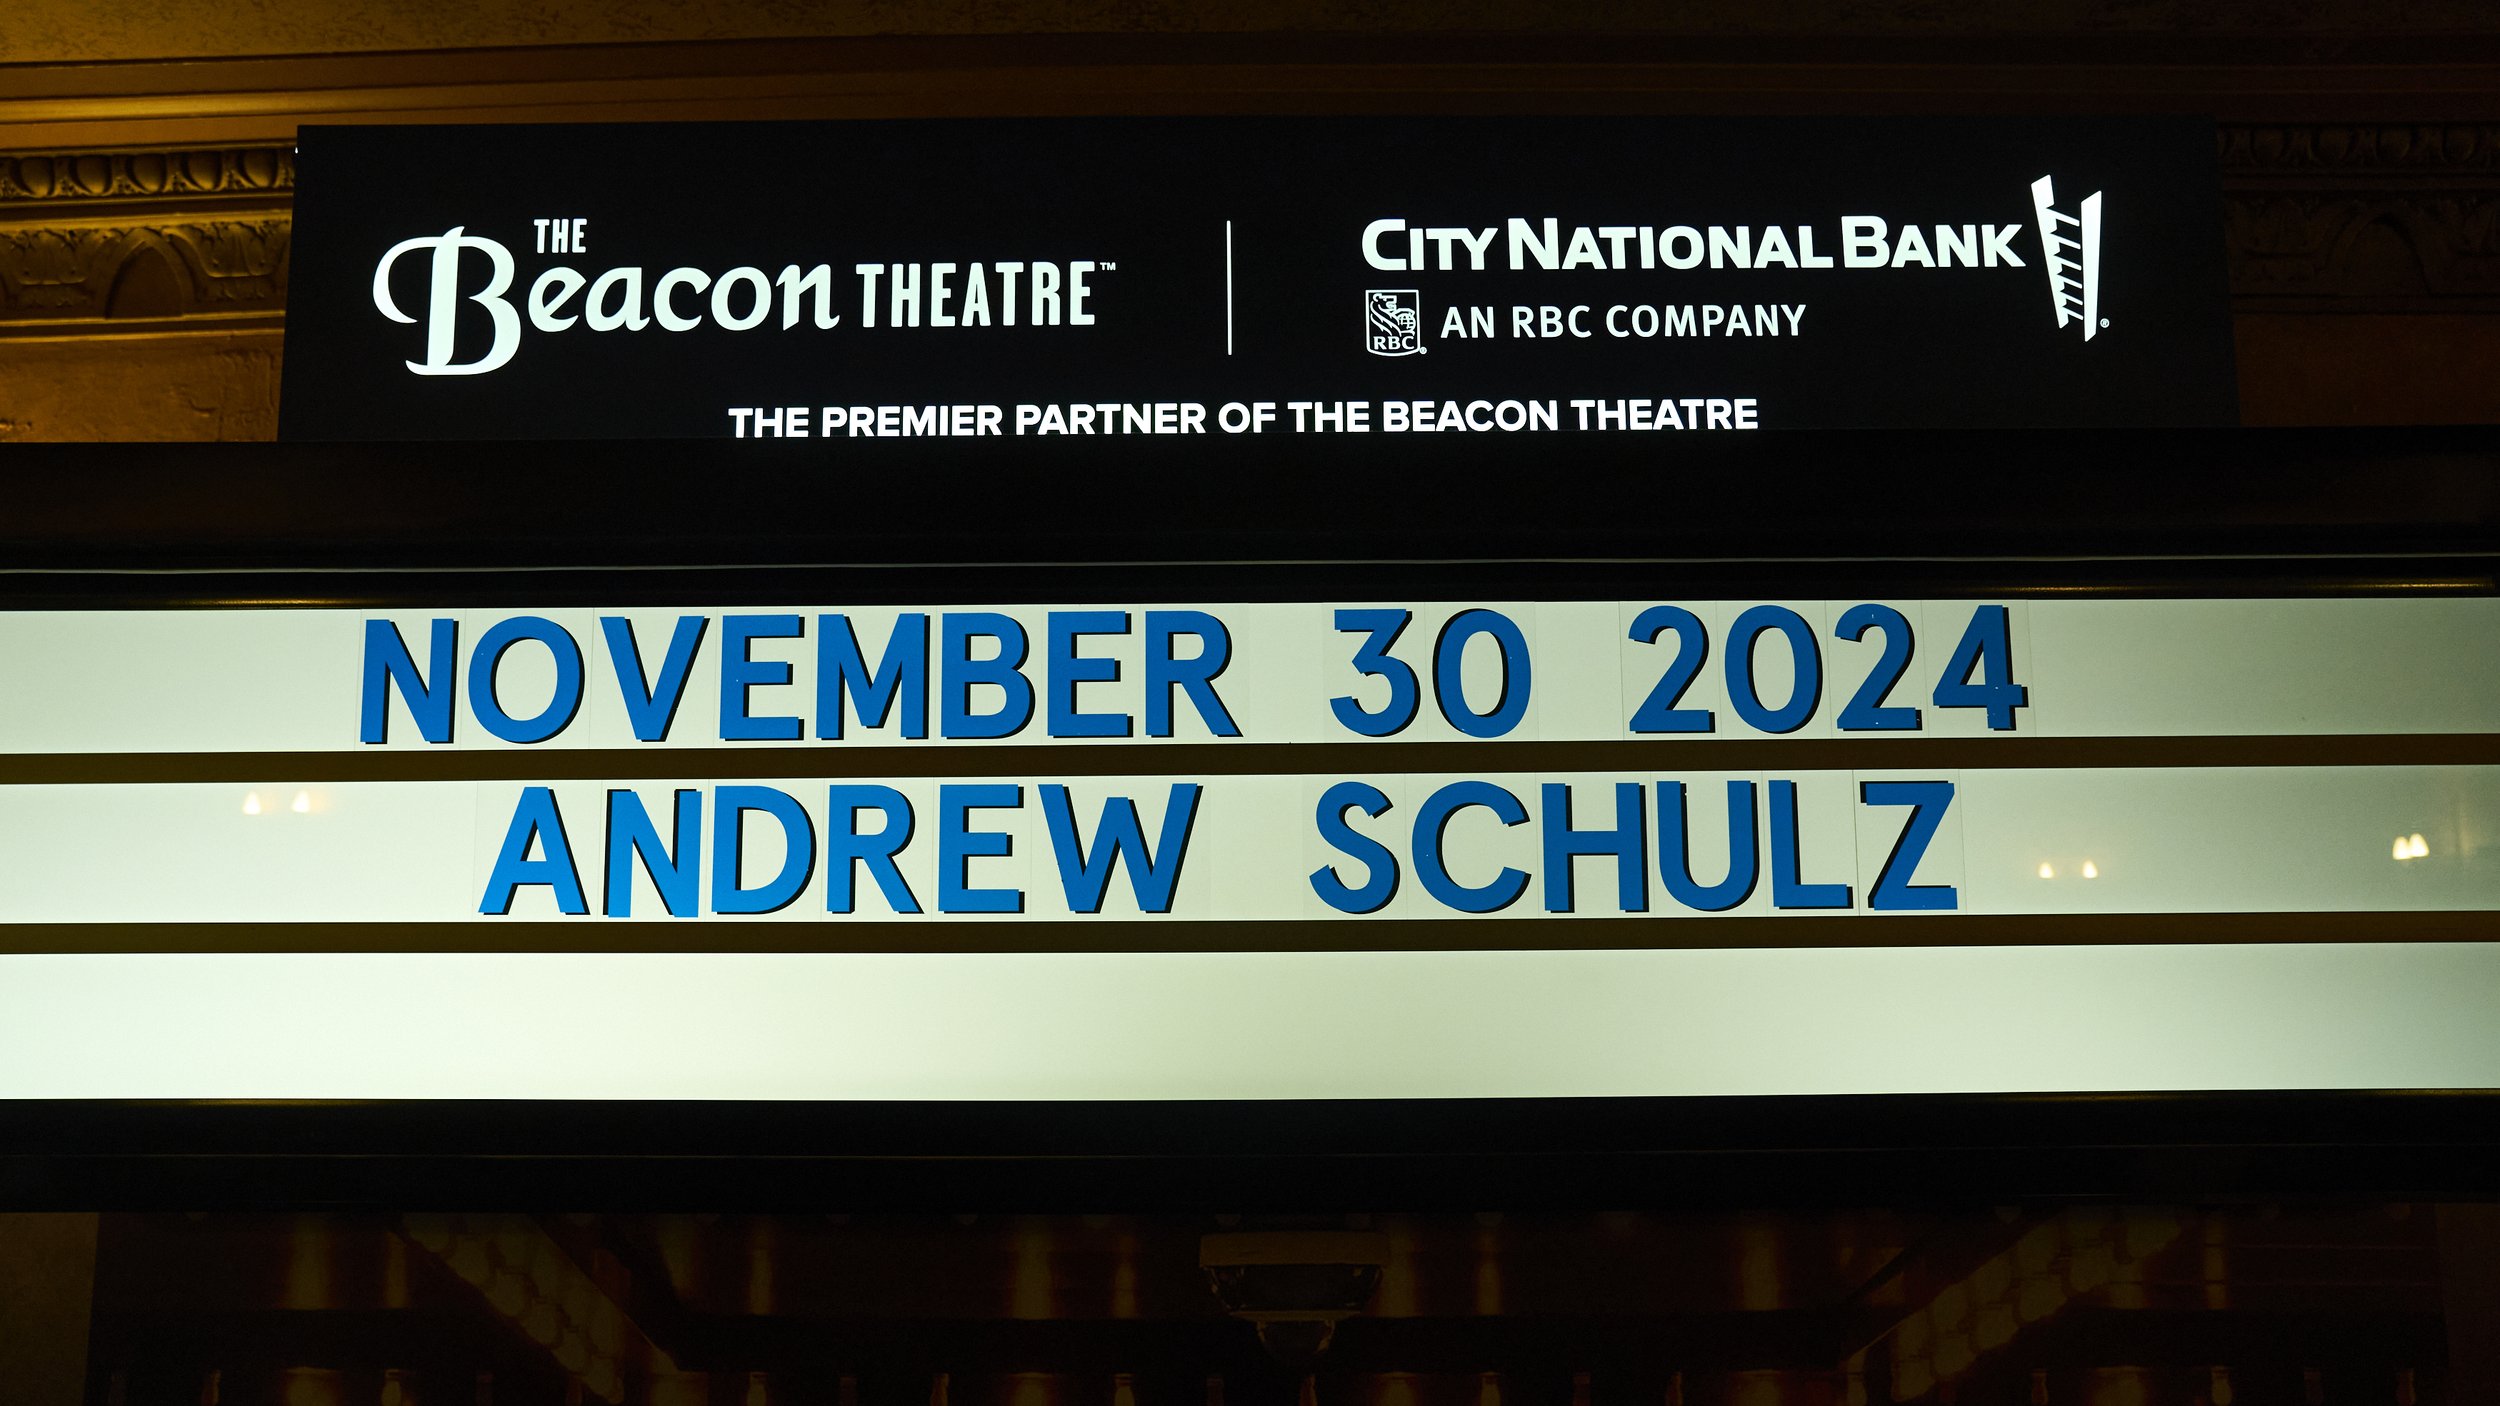 THE
Beacon THEATRE™
CITY NATIONAL BANK®
RBC® AN RBC COMPANY
THE PREMIER PARTNER OF THE BEACON THEATRE
NOVEMBER 30 2024
ANDREW SCHULZ